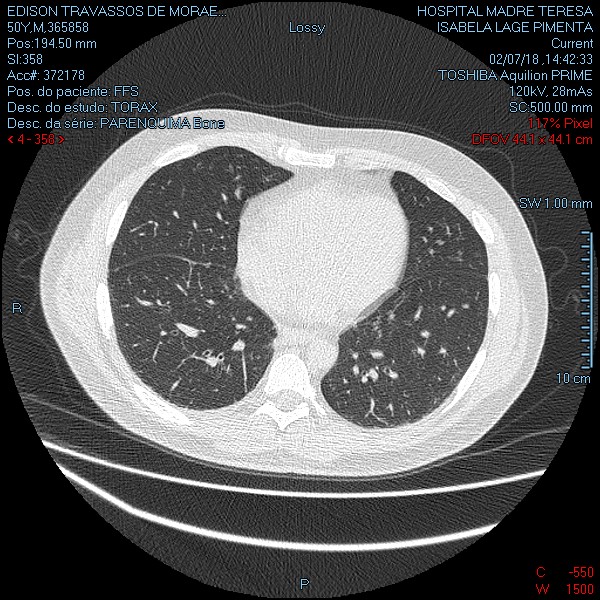 EDISON TRAVASSOS DE MORAE...
50Y,M,365858
Pos:194.50 mm
SI:358
Acc#: 372178
Pos. do paciente: FFS
Desc. do estudo: TORAX
Desc. da série: PARENQUIMA Bone
< 4 - 358 >
Lossy
HOSPITAL MADRE TERESA
ISABELA LAGE PIMENTA
Current
02/07/18 ,14:42:33
TOSHIBA Aquilion PRIME
120kV, 28mAs
SC:500.00 mm
117% Pixel
DFOV 44.1 x 44.1 cm
SW 1.00 mm
R
10 cm
P
C -550
W 1500